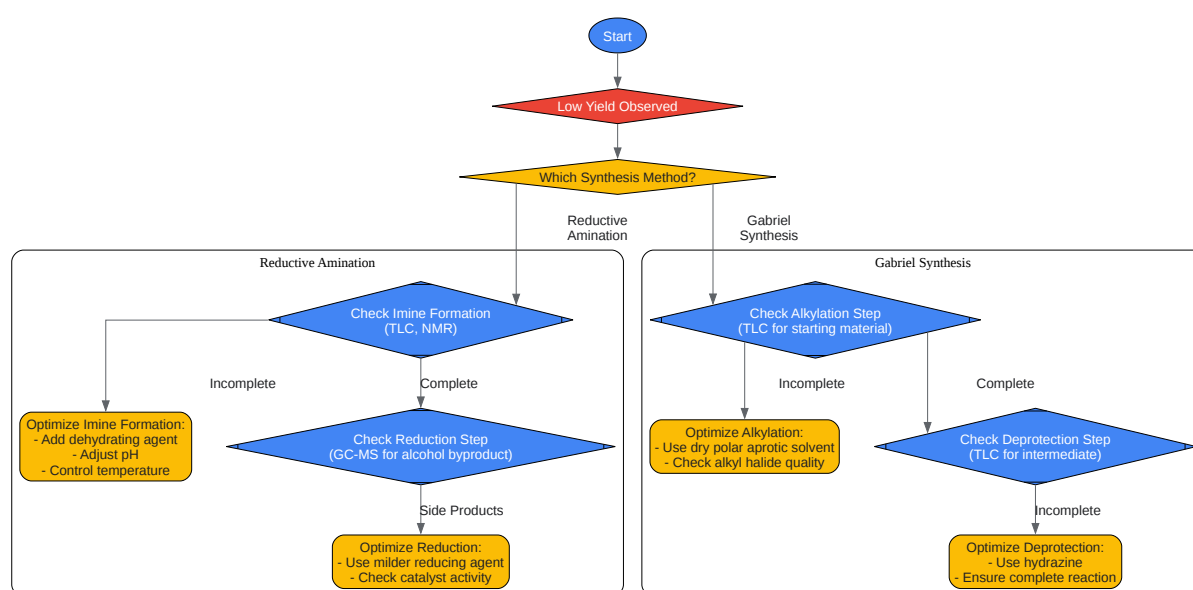 Start
Low Yield Observed
Which Synthesis Method?
Reductive
Amination
Gabriel
Synthesis
Reductive Amination
Check Imine Formation
(TLC, NMR)
Incomplete
Complete
Optimize Imine Formation:
- Add dehydrating agent
- Adjust pH
- Control temperature
Check Reduction Step
(GC-MS for alcohol byproduct)
Side Products
Optimize Reduction:
- Use milder reducing agent
- Check catalyst activity
Gabriel Synthesis
Check Alkylation Step
(TLC for starting material)
Incomplete
Complete
Optimize Alkylation:
- Use dry polar aprotic solvent
- Check alkyl halide quality
Check Deprotection Step
(TLC for intermediate)
Incomplete
Optimize Deprotection:
- Use hydrazine
- Ensure complete reaction